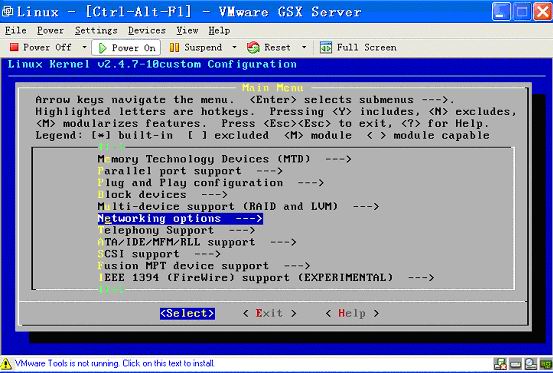 Linux - [Ctrl-Alt-F1] - VMware GSX Server
File Power Settings Devices View Help
Power Off Power On Suspend Reset Full Screen
Linux Kernel v2.4.7-10custom Configuration
Main Menu
Arrow keys navigate the menu. <Enter> selects submenus --->.
Highlighted letters are hotkeys. Pressing <Y> includes, <N> excludes,
<M> modularizes features. Press <Esc><Esc> to exit, <?> for Help.
Legend: [*] built-in [ ] excluded <M> module < > module capable
Memory Technology Devices (MTD) --->
Parallel port support --->
Plug and Play configuration --->
Block devices --->
Multi-device support (RAID and LVM) --->
Networking options --->
Telephony Support --->
ATA/IDE/MFM/RLL support --->
SCSI support --->
Fusion MPT device support --->
IEEE 1394 (FireWire) support (EXPERIMENTAL) --->
<Select> < Exit > < Help >
VMware Tools is not running. Click on this text to install.